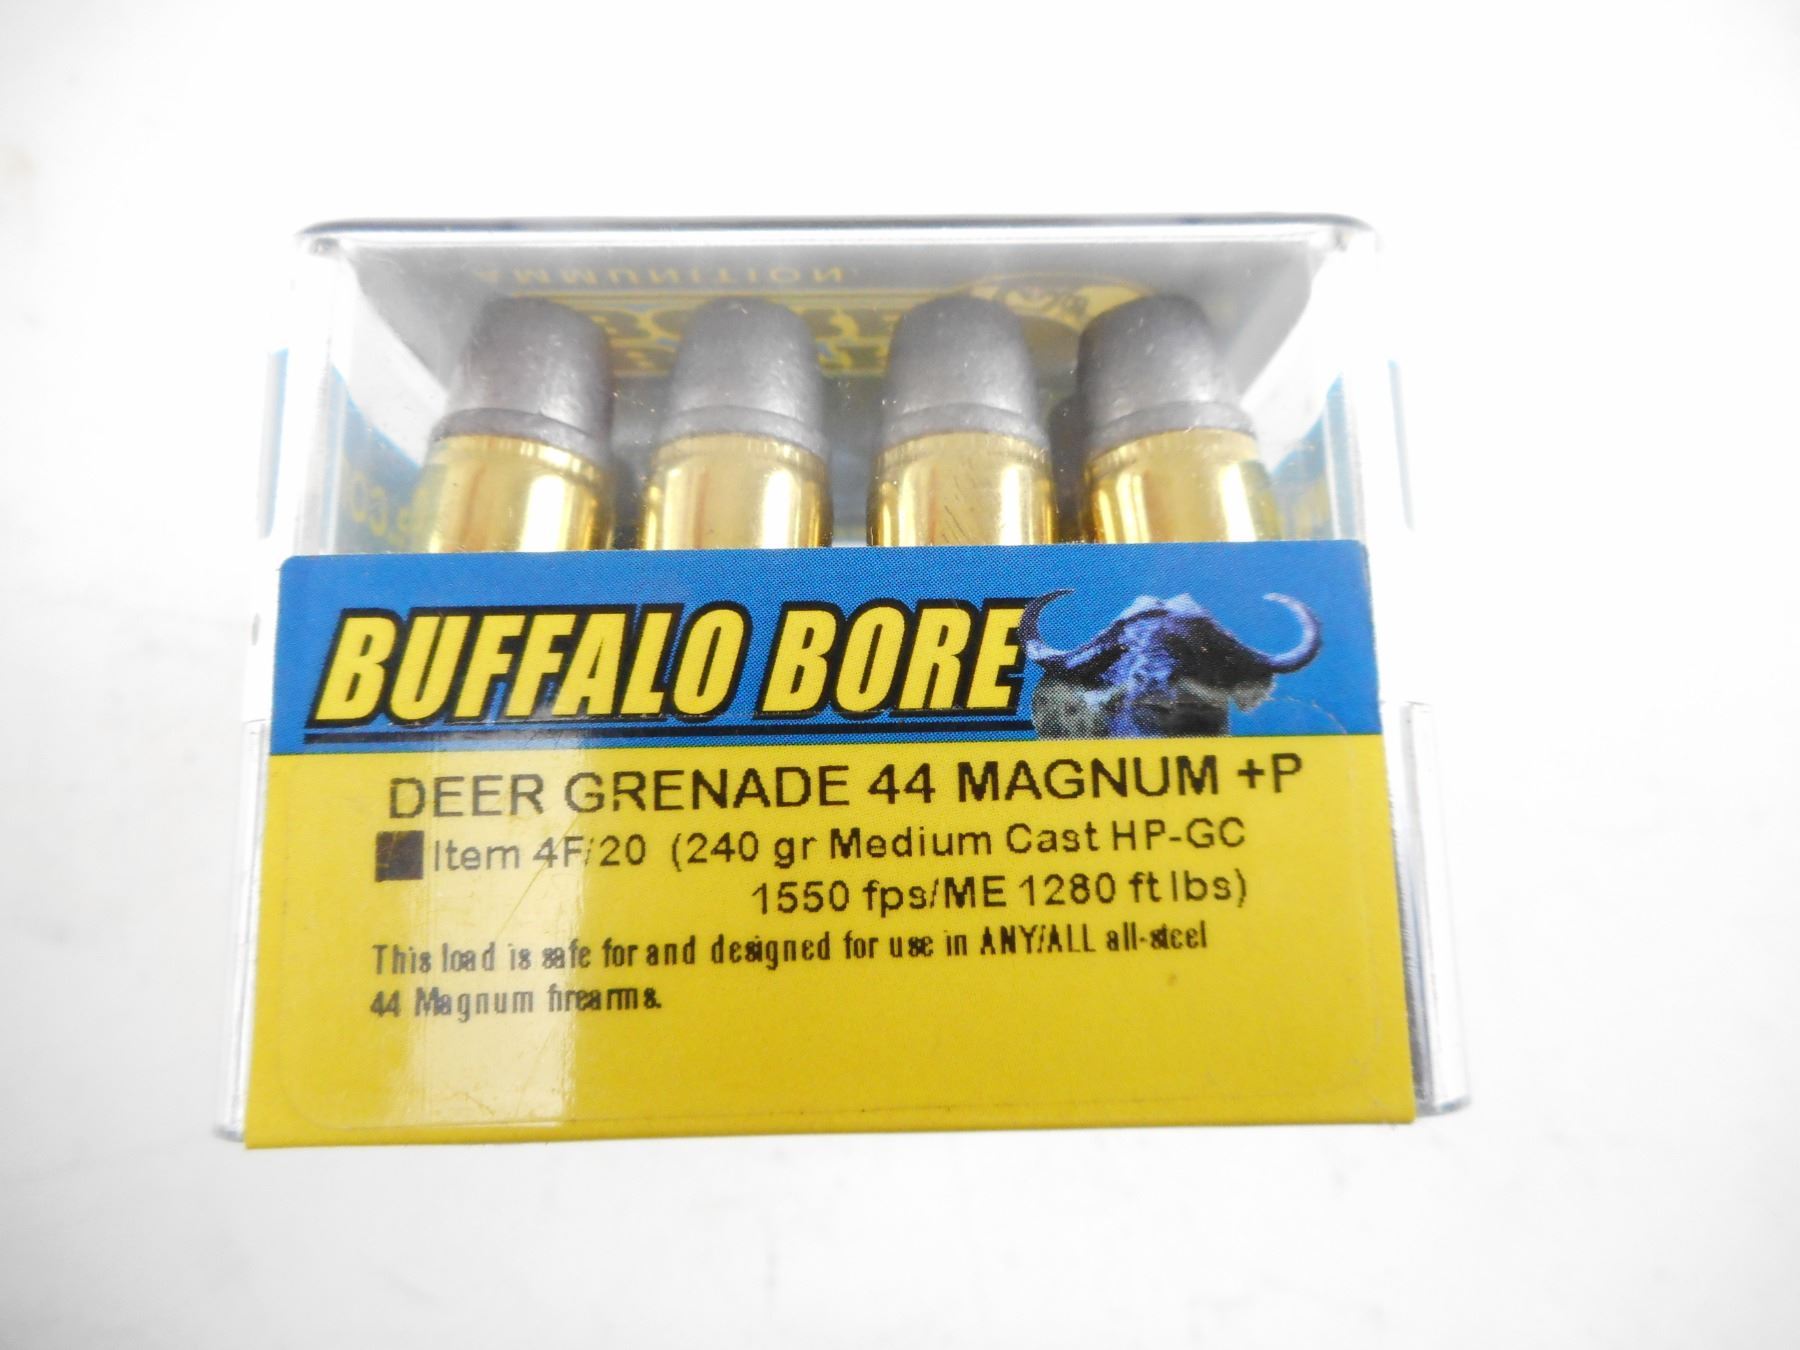 AMMUNITION
BUFFALO BORE
DEER GRENADE 44 MAGNUM +P
Item 4F/20 (240 gr Medium Cast HP-GC
1550 fps/ME 1280 ft lbs)
This load is safe for and designed for use in ANY/ALL all-steel
44 Magnum firearms.